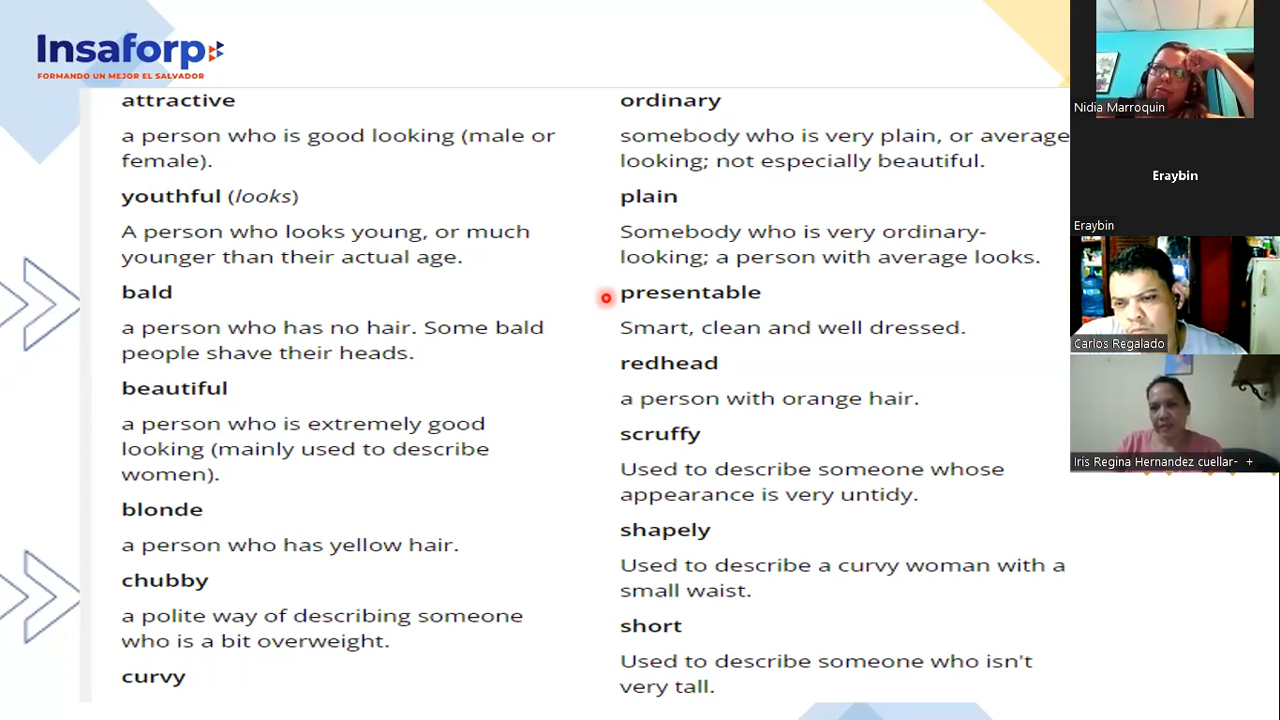 Insaforp
FORMANDO UN MEJOR EL SALVADOR
attractive
a person who is good looking (male or
female).
youthful (looks)
A person who looks young, or much
younger than their actual age.
bald
a person who has no hair. Some bald
people shave their heads.
beautiful
a person who is extremely good
looking (mainly used to describe
women).
blonde
a person who has yellow hair.
chubby
a polite way of describing someone
who is a bit overweight.
curvy
ordinary
somebody who is very plain, or average
looking; not especially beautiful.
plain
Somebody who is very ordinary-
looking; a person with average looks.
presentable
Smart, clean and well dressed.
redhead
a person with orange hair.
scruffy
Used to describe someone whose
appearance is very untidy.
shapely
Used to describe a curvy woman with a
small waist.
short
Used to describe someone who isn't
very tall.
Nidia Marroquin
Eraybin
Eraybin
Carlos Regalado
Iris Regina Hernandez cuellar- +